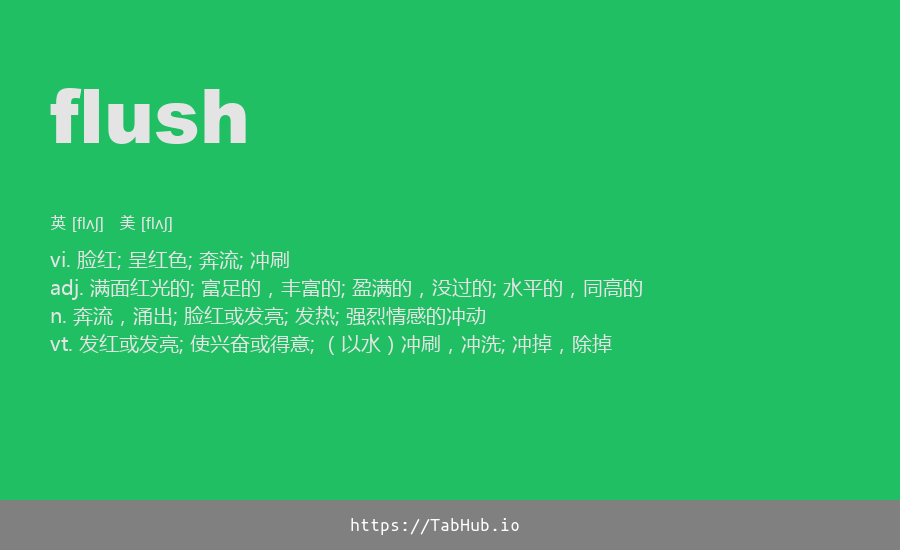 flush
英 [flʌʃ] 美 [flʌʃ]
vi. 脸红; 呈红色; 奔流; 冲刷
adj. 满面红光的; 富足的，丰富的; 盈满的，没过的; 水平的，同高的
n. 奔流，涌出; 脸红或发亮; 发热; 强烈情感的冲动
vt. 发红或发亮; 使兴奋或得意; （以水）冲刷，冲洗; 冲掉，除掉
https://TabHub.io